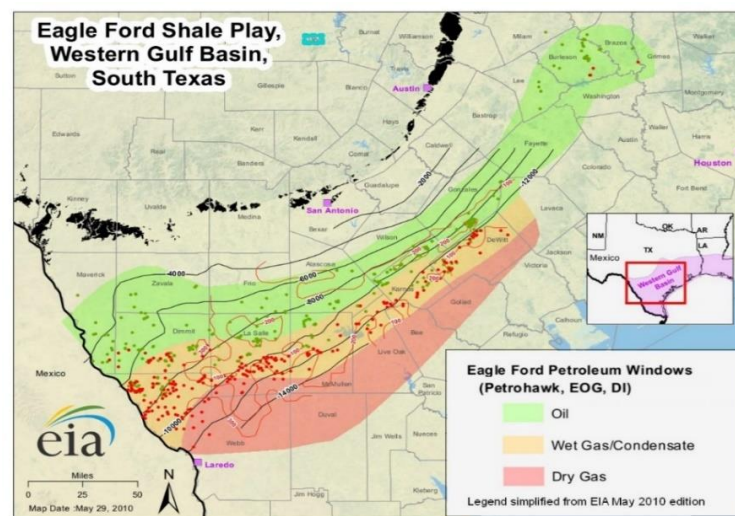 Eagle Ford Shale Play,
Western Gulf Basin,
South Texas
Burnet
Williamson
Milam
Brazos
Walker
Burleson
Grimes
Sutton
Travis
Lee
Gillespie
Blanco
Austin
Washington
Montgomery
Hays
Bastrop
Waller
Harris
Edwards
Kerr
Kendall
Austin
Real
Comal
Caldwell
Fayette
Bandera
-2000
Colorado
Houston
Guadalupe
Gonzales
-12000
Fort Bend
Kinney
Uvalde
Medina
San Antonio
Bexar
Lavaca
Wilson
DeWitt
NM
OK
AR
TX
LA
Mexico
Western Gulf
Basin
Atascosa
Jackson
Maverick
Zavala
-4000
Frio
-6000
Karnes
Victoria
-8000
Goliad
Calhoun
Dimmit
La Salle
Bee
Refugio
Live Oak
Mexico
McMullen
San
Patricio
-14000
-10000
Duval
Webb
Jim Wells
Nueces
Laredo
Jim Hogg
Kleberg
Eagle Ford Petroleum Windows
(Petrohawk, EOG, DI)
Oil
Wet Gas/Condensate
Dry Gas
Legend simplified from EIA May 2010 edition
eia
Miles
0 25 50
N
Map Date :May 29, 2010